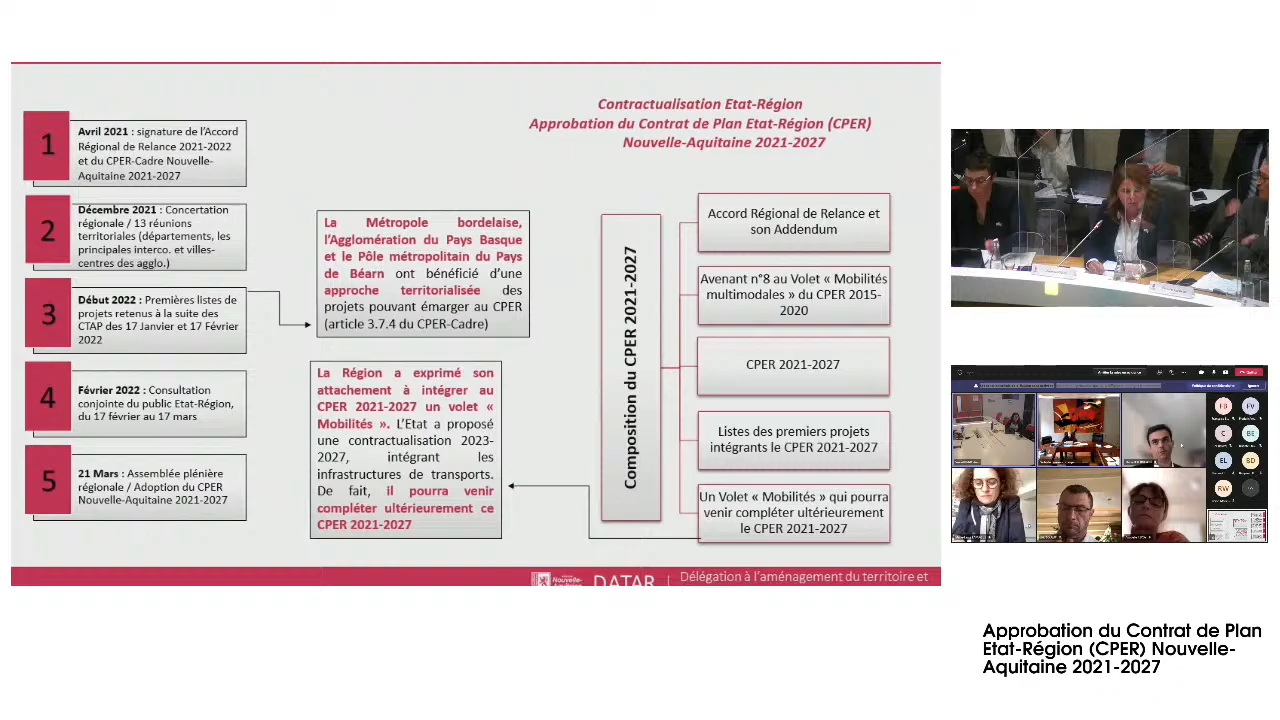 Contractualisation Etat-Région
Approbation du Contrat de Plan Etat-Région (CPER)
Nouvelle-Aquitaine 2021-2027
1
Avril 2021 : signature de l'Accord
Régional de Relance 2021-2022
et du CPER-Cadre Nouvelle-
Aquitaine 2021-2027
2
Décembre 2021 : Concertation
régionale / 13 réunions
territoriales (départements, les
principales interco. et villes-
centres des agglo.)
3
Début 2022 : Premières listes de
projets retenus à la suite des
CTAP des 17 Janvier et 17 Février
2022
4
Février 2022 : Consultation
conjointe du public Etat-Région,
du 17 février au 17 mars
5
21 Mars : Assemblée plénière
régionale / Adoption du CPER
Nouvelle-Aquitaine 2021-2027
La Métropole bordelaise,
l'Agglomération du Pays Basque
et le Pôle métropolitain du Pays
de Béarn ont bénéficié d'une
approche territorialisée des
projets pouvant émarger au CPER
(article 3.7.4 du CPER-Cadre)
La Région a exprimé son
attachement à intégrer au
CPER 2021-2027 un volet «
Mobilités ». L'Etat a proposé
une contractualisation 2023-
2027, intégrant les
infrastructures de transports.
De fait, il pourra venir
compléter ultérieurement ce
CPER 2021-2027
Composition du CPER 2021-2027
Accord Régional de Relance et
son Addendum
Avenant n°8 au Volet « Mobilités
multimodales » du CPER 2015-
2020
CPER 2021-2027
Listes des premiers projets
intégrants le CPER 2021-2027
Un Volet « Mobilités » qui pourra
venir compléter ultérieurement
le CPER 2021-2027
Nouvelle-
DATAR
Délégation à l'aménagement du territoire et
Quitter
Politique de confidentialité
Ignorer
FB
FV
C
BE
EL
SD
RW
Approbation du Contrat de Plan
Etat-Région (CPER) Nouvelle-
Aquitaine 2021-2027